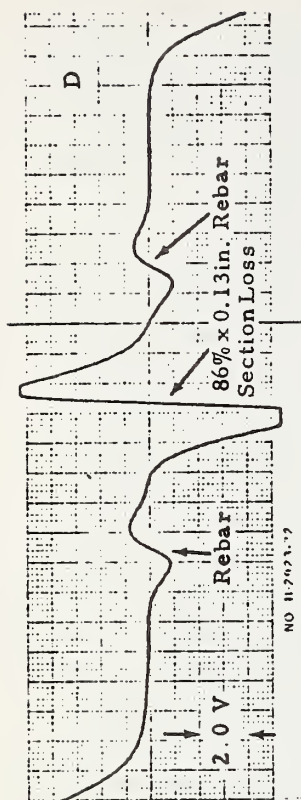 D
Rebar
86% x 0.13in.
Section Loss
Rebar
2.0 V